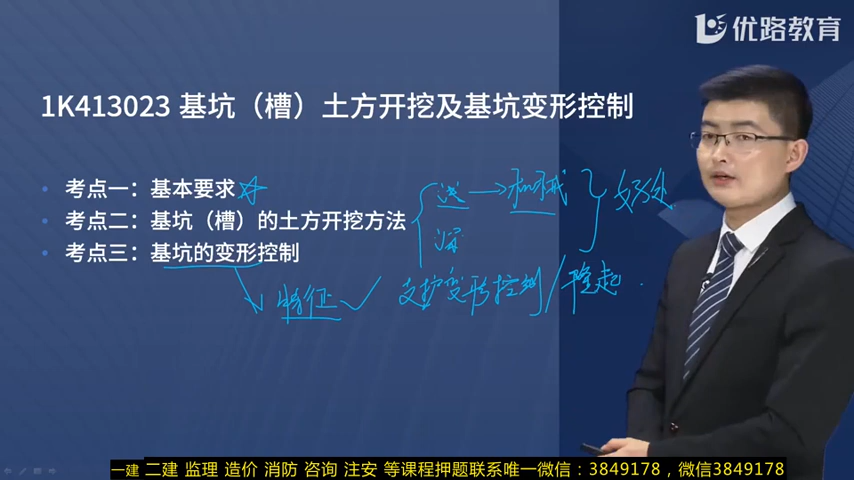 优路教育
1K413023 基坑（槽）土方开挖及基坑变形控制
考点一：基本要求
考点二：基坑（槽）的土方开挖方法
考点三：基坑的变形控制
浅 机械 好处
深
特征 支护变形控制/隆起
一建 二建 监理 造价 消防 咨询 注安 等课程押题联系唯一微信：3849178，微信3849178